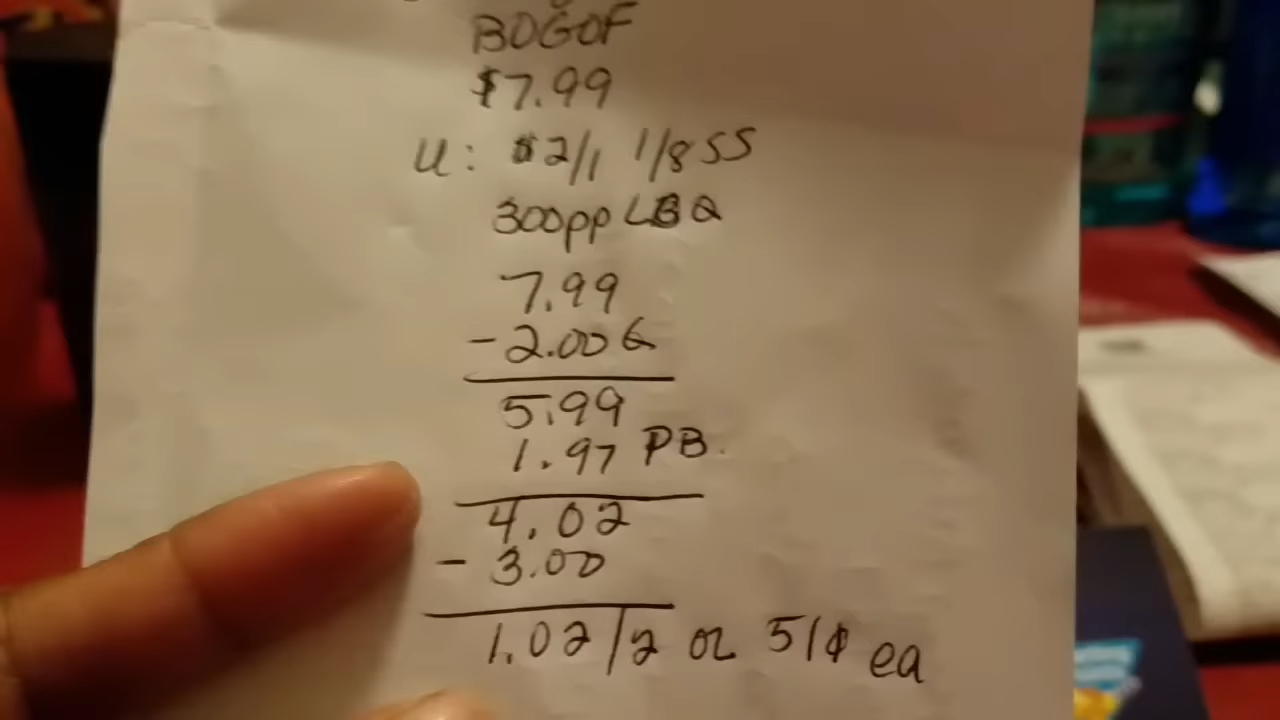 BOGOF
$7.99
U: $2/1 1/8 SS
300pp LBQ
7.99
-2.00 Q
5.99
1.97 PB.
4.02
- 3.00
1.02/2 or 51¢ ea